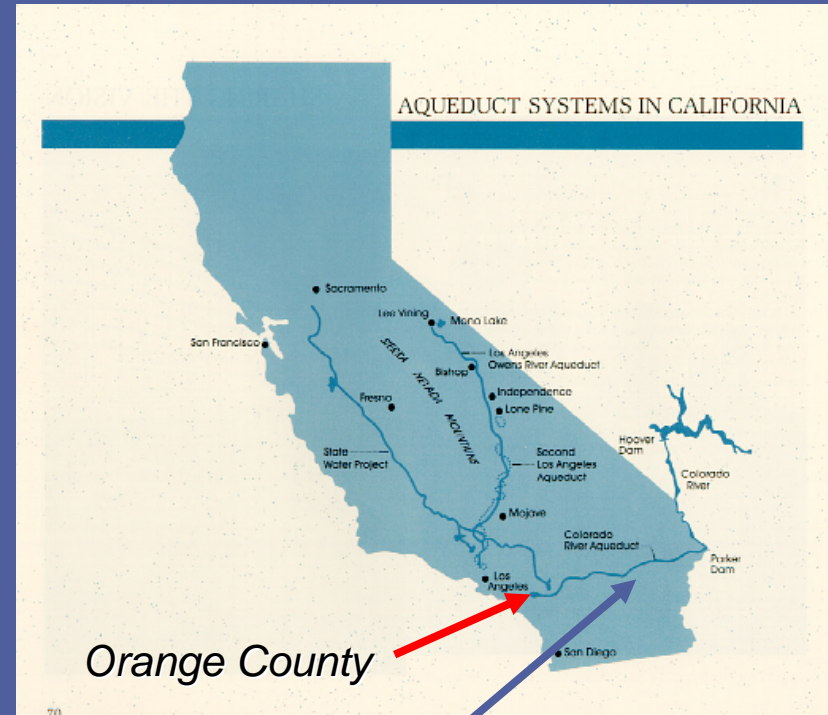 AQUEDUCT SYSTEMS IN CALIFORNIA
Sacramento
Lee Vining
Mono Lake
San Francisco
Los Angeles
Owens River Aqueduct
Bishop
SIERRA NEVADA MOUNTAINS
Independence
Fresno
Lone Pine
Hoover
Dam
State
Water Project
Second
Los Angeles
Aqueduct
Colorado
River
Mojave
Colorado
River Aqueduct
Parker
Dam
Los
Angeles
Orange County
San Diego
70